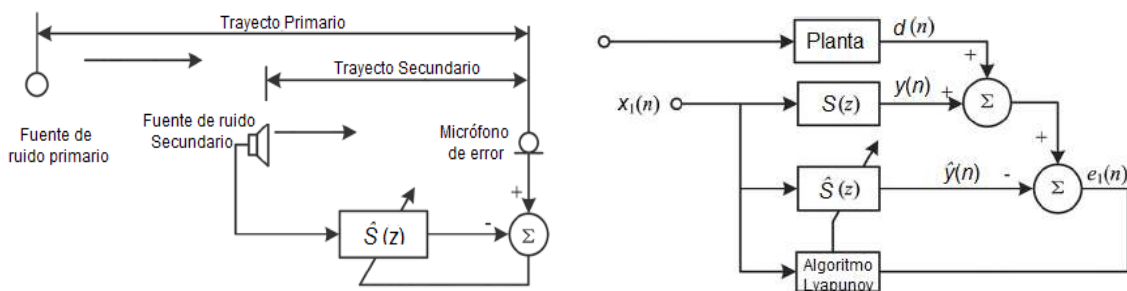 Trayecto Primario
Trayecto Secundario
Fuente de
ruido primario
Fuente de ruido
Secundario
Micrófono
de error
+
-
Σ
Ŝ(z)
Planta
d(n)
+
x₁(n)
S(z)
y(n)
+
Σ
+
Ŝ(z)
ŷ(n)
-
Σ
e₁(n)
Algoritmo
Lyapunov